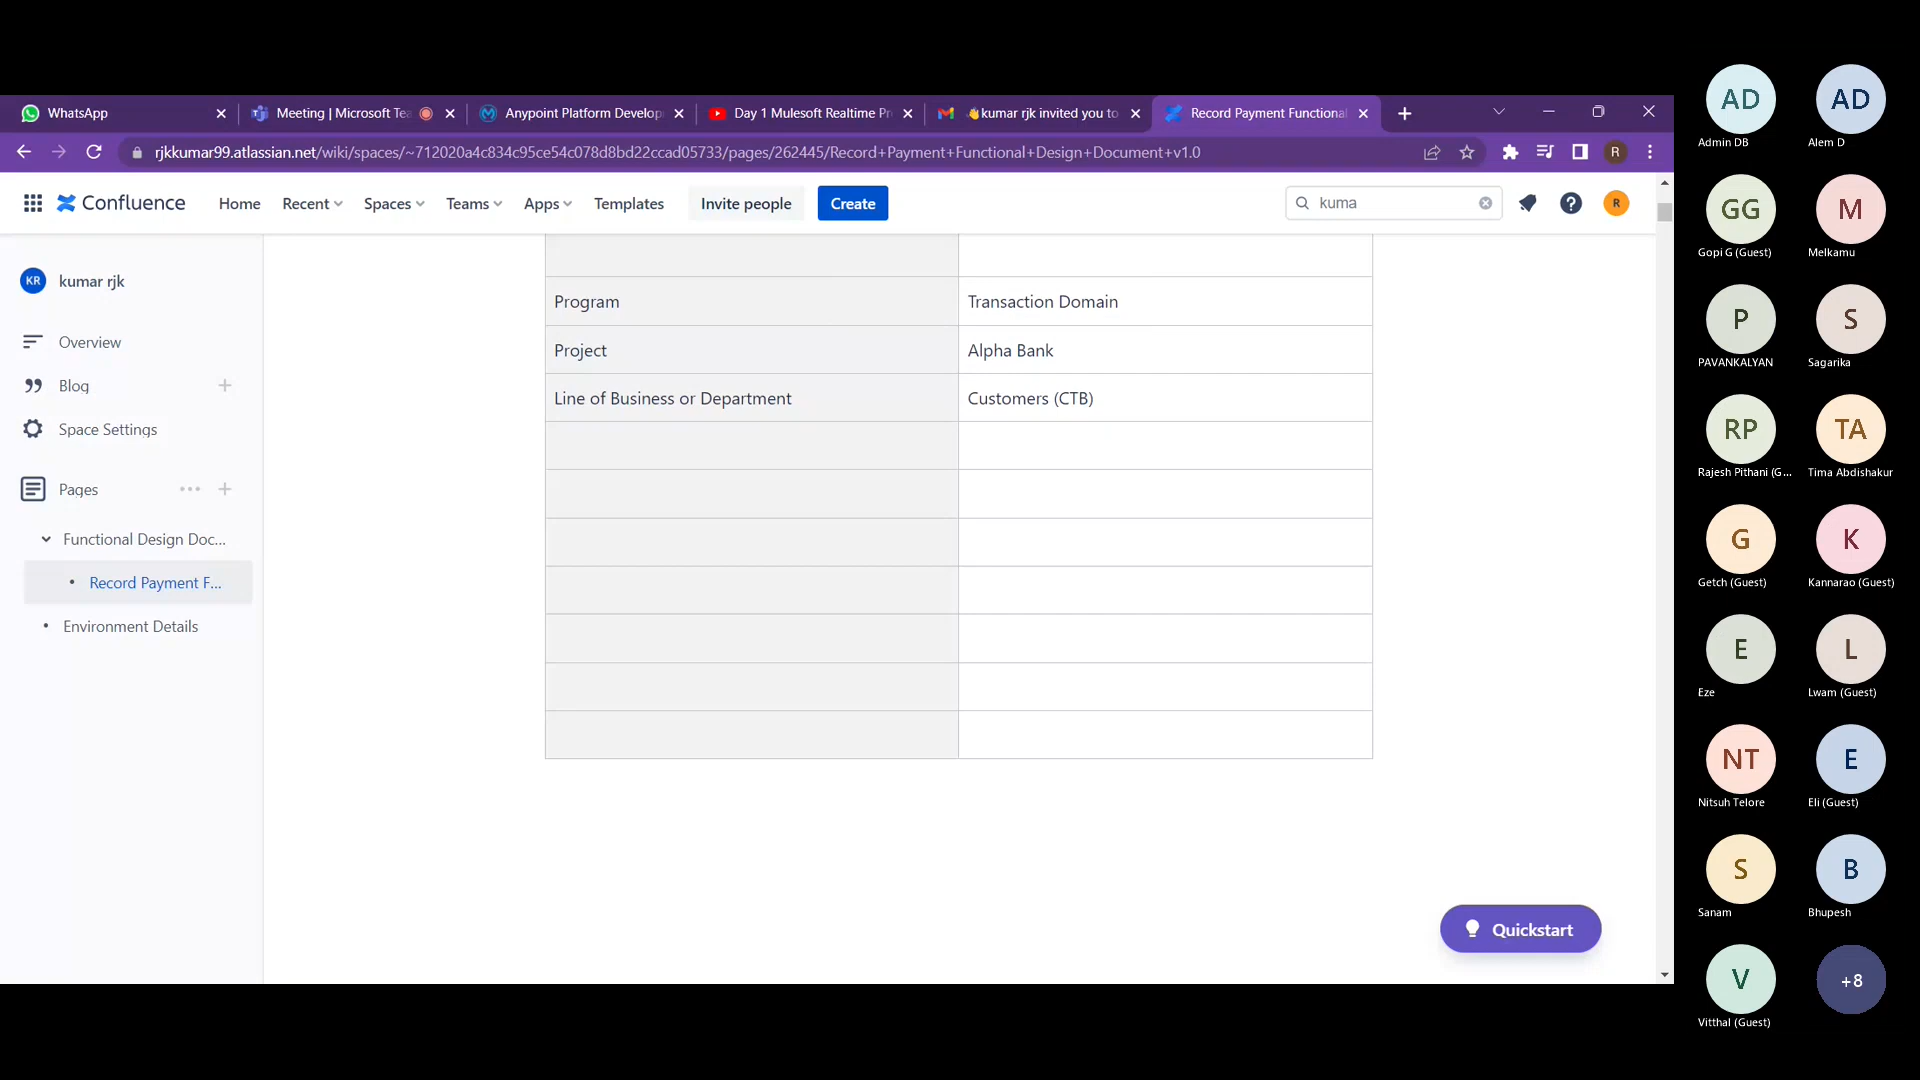 WhatsApp
Meeting | Microsoft Tea
Anypoint Platform Develop
Day 1 Mulesoft Realtime Pr
👋kumar rjk invited you to
Record Payment Functional
rjkkumar99.atlassian.net/wiki/spaces/~712020a4c834c95ce54c078d8bd22ccad05733/pages/262445/Record+Payment+Functional+Design+Document+v1.0
R
Confluence
Home
Recent
Spaces
Teams
Apps
Templates
Invite people
Create
kuma
R
KR
kumar rjk
Overview
Blog
Space Settings
Pages
Functional Design Doc...
Record Payment F...
Environment Details
Program
Transaction Domain
Project
Alpha Bank
Line of Business or Department
Customers (CTB)
Quickstart
AD
Admin DB
AD
Alem D
GG
Gopi G (Guest)
M
Melkamu
P
PAVANKALYAN
S
Sagarika
RP
Rajesh Pithani (G...
TA
Tima Abdishakur
G
Getch (Guest)
K
Kannarao (Guest)
E
Eze
L
Lwam (Guest)
NT
Nitsuh Telore
E
Eli (Guest)
S
Sanam
B
Bhupesh
V
Vitthal (Guest)
+8